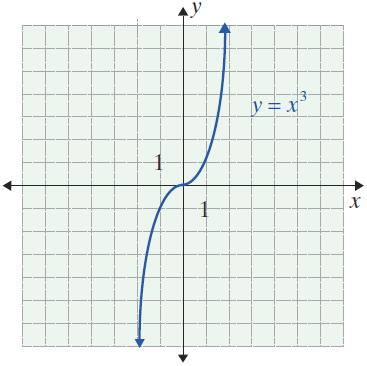 y
y = x³
1
x
1